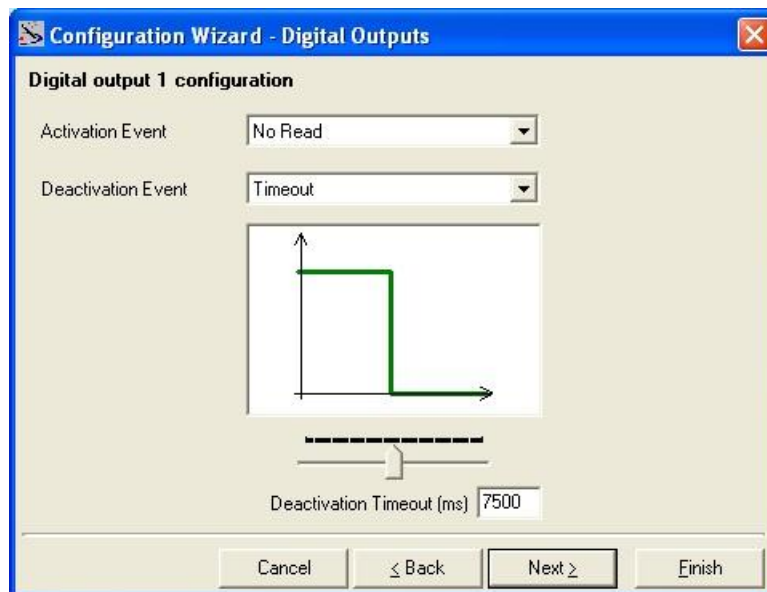 Configuration Wizard - Digital Outputs
Digital output 1 configuration
Activation Event No Read
Deactivation Event Timeout
Deactivation Timeout (ms) 7500
Cancel < Back Next > Finish